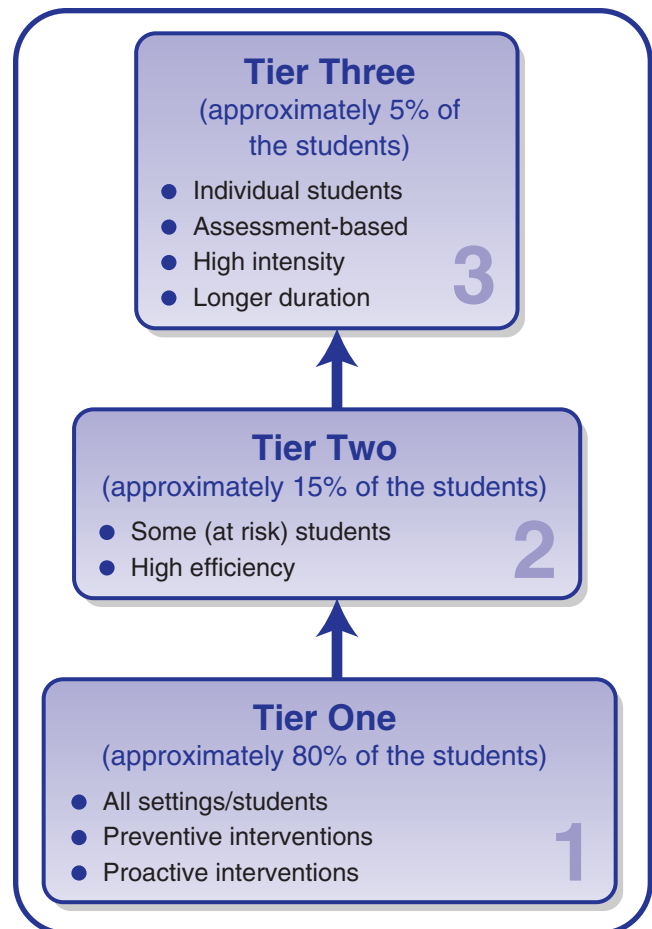 Tier Three
(approximately 5% of
the students)
● Individual students
● Assessment-based
● High intensity
● Longer duration
3
Tier Two
(approximately 15% of the students)
● Some (at risk) students
● High efficiency
2
Tier One
(approximately 80% of the students)
● All settings/students
● Preventive interventions
● Proactive interventions
1